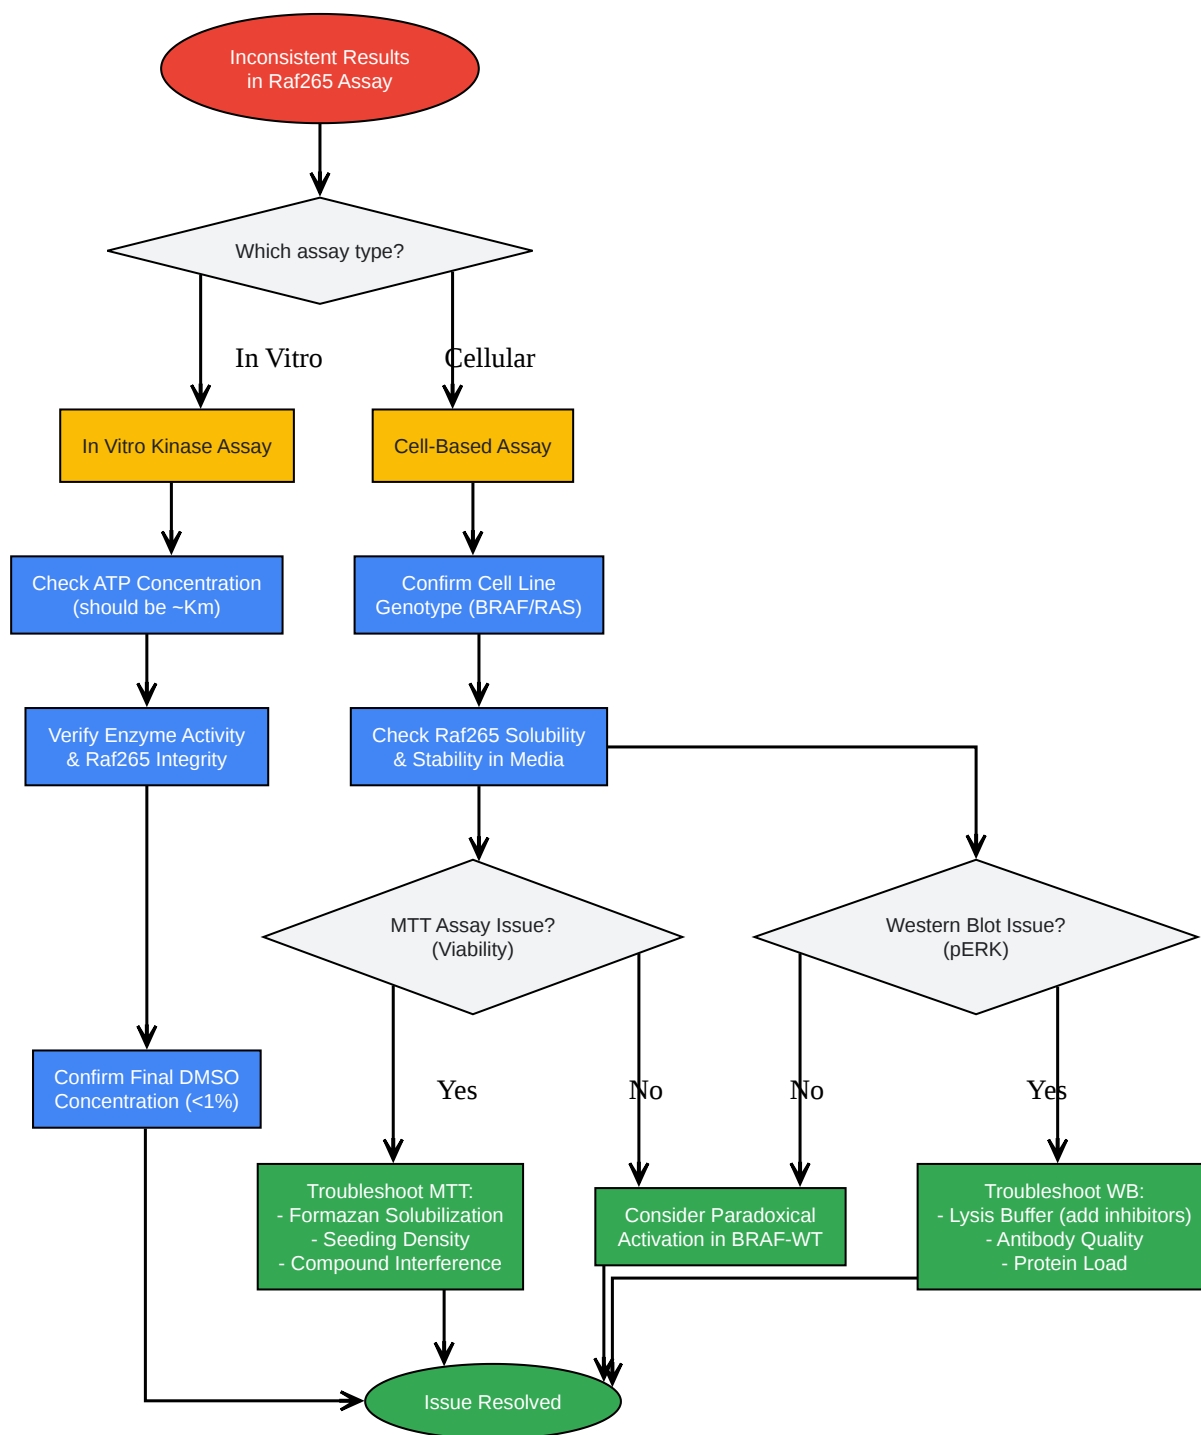 Inconsistent Results
in Raf265 Assay
Which assay type?
In Vitro
Cellular
In Vitro Kinase Assay
Cell-Based Assay
Check ATP Concentration
(should be ~Km)
Confirm Cell Line
Genotype (BRAF/RAS)
Verify Enzyme Activity
& Raf265 Integrity
Check Raf265 Solubility
& Stability in Media
MTT Assay Issue?
(Viability)
Western Blot Issue?
(pERK)
Confirm Final DMSO
Concentration (<1%)
Yes
No
No
Yes
Troubleshoot MTT:
- Formazan Solubilization
- Seeding Density
- Compound Interference
Consider Paradoxical
Activation in BRAF-WT
Troubleshoot WB:
- Lysis Buffer (add inhibitors)
- Antibody Quality
- Protein Load
Issue Resolved